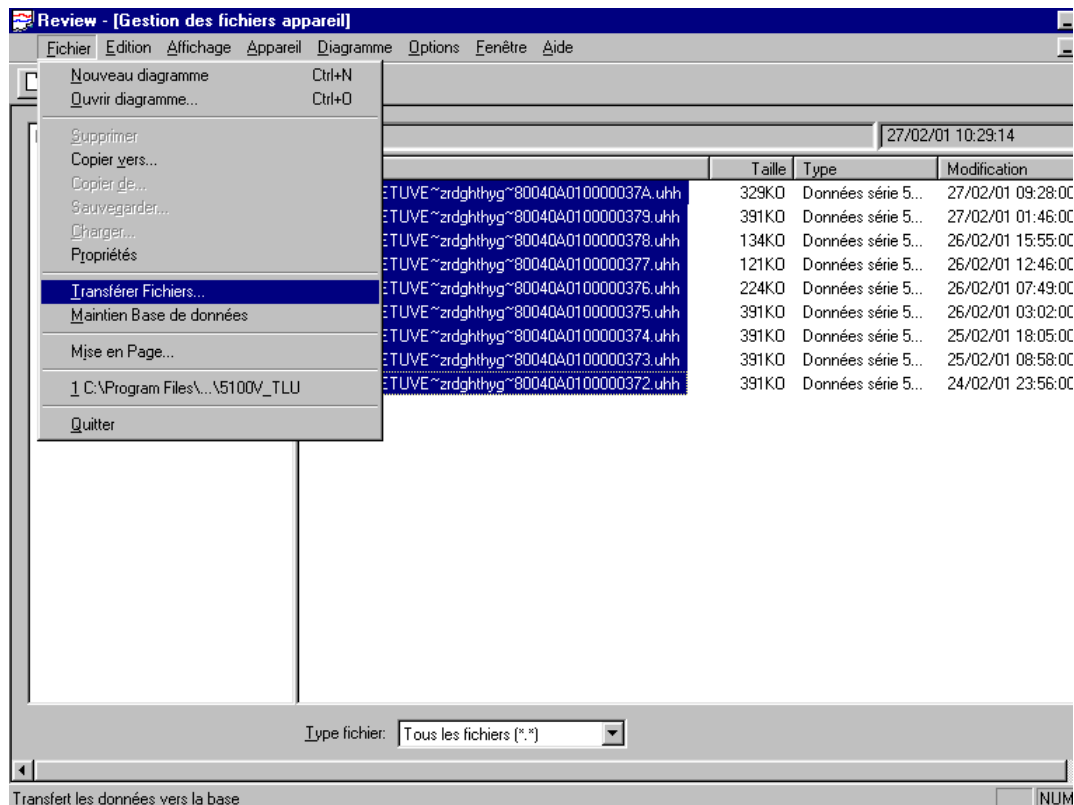 Review - [Gestion des fichiers appareil]
Fichier Edition Affichage Appareil Diagramme Options Fenêtre Aide
Nouveau diagramme Ctrl+N
Ouvrir diagramme... Ctrl+O
Supprimer
Copier vers...
Copier de...
Sauvegarder...
Charger...
Propriétés
Transférer Fichiers...
Maintien Base de données
Mise en Page...
1 C:\Program Files\...\5100V_TLU
Quitter
27/02/01 10:29:14
Taille Type Modification
ETUVE~zrdghthyg~80040A010000037A.uhh 329KO Données série 5... 27/02/01 09:28:00
ETUVE~zrdghthyg~80040A0100000379.uhh 391KO Données série 5... 27/02/01 01:46:00
ETUVE~zrdghthyg~80040A0100000378.uhh 134KO Données série 5... 26/02/01 15:55:00
ETUVE~zrdghthyg~80040A0100000377.uhh 121KO Données série 5... 26/02/01 12:46:00
ETUVE~zrdghthyg~80040A0100000376.uhh 224KO Données série 5... 26/02/01 07:49:00
ETUVE~zrdghthyg~80040A0100000375.uhh 391KO Données série 5... 26/02/01 03:02:00
ETUVE~zrdghthyg~80040A0100000374.uhh 391KO Données série 5... 25/02/01 18:05:00
ETUVE~zrdghthyg~80040A0100000373.uhh 391KO Données série 5... 25/02/01 08:58:00
ETUVE~zrdghthyg~80040A0100000372.uhh 391KO Données série 5... 24/02/01 23:56:00
Type fichier: Tous les fichiers (*.*)
Transfert les données vers la base NUM